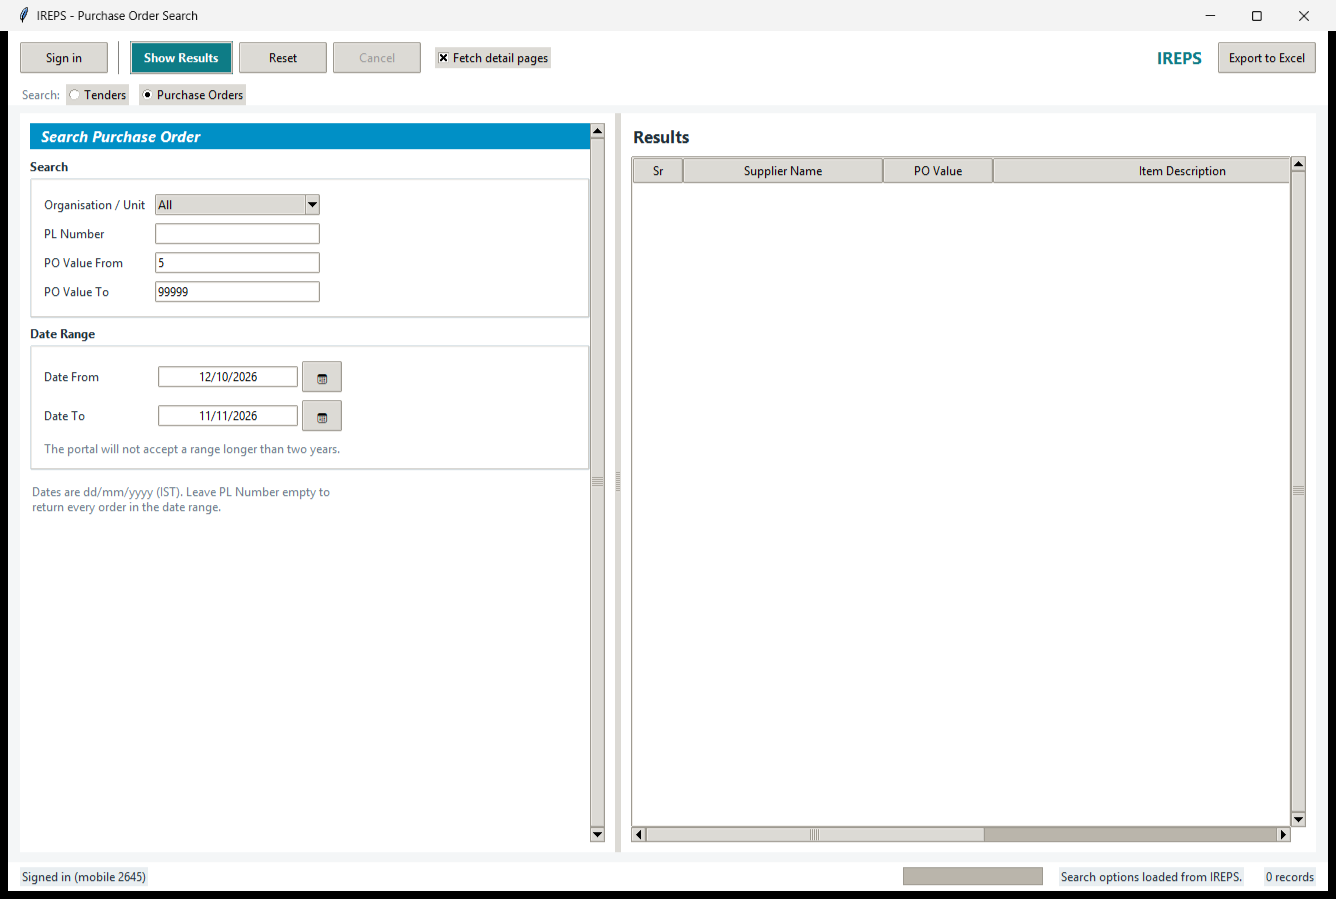 IREPS - Purchase Order Search
Sign in Show Results Reset Cancel Fetch detail pages IREPS Export to Excel
Search: Tenders Purchase Orders
Search Purchase Order
Search
Organisation / Unit All
PL Number
PO Value From 5
PO Value To 99999
Date Range
Date From 12/10/2026
Date To 11/11/2026
The portal will not accept a range longer than two years.
Dates are dd/mm/yyyy (IST). Leave PL Number empty to
return every order in the date range.
Results
Sr Supplier Name PO Value Item Description
Signed in (mobile 2645) Search options loaded from IREPS. 0 records